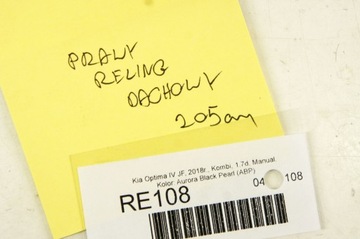 PRAWY
RELING
DACHOWY
205cm
Kia Optima IV JF, 2018r., Kombi, 1.7d, Manual,
Kolor: Aurora Black Pearl (ABP)
RE108
04 108